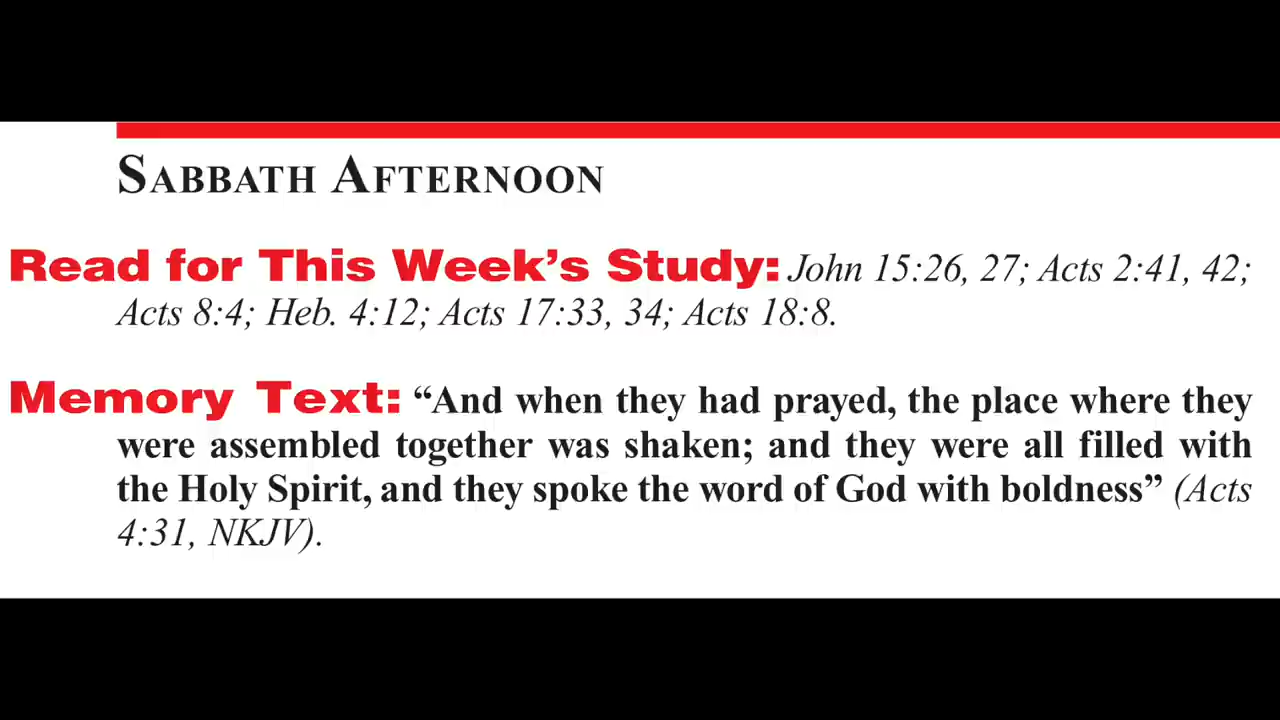 SABBATH AFTERNOON
Read for This Week’s Study: John 15:26, 27; Acts 2:41, 42;
Acts 8:4; Heb. 4:12; Acts 17:33, 34; Acts 18:8.
Memory Text: “And when they had prayed, the place where they
were assembled together was shaken; and they were all filled with
the Holy Spirit, and they spoke the word of God with boldness” (Acts
4:31, NKJV).